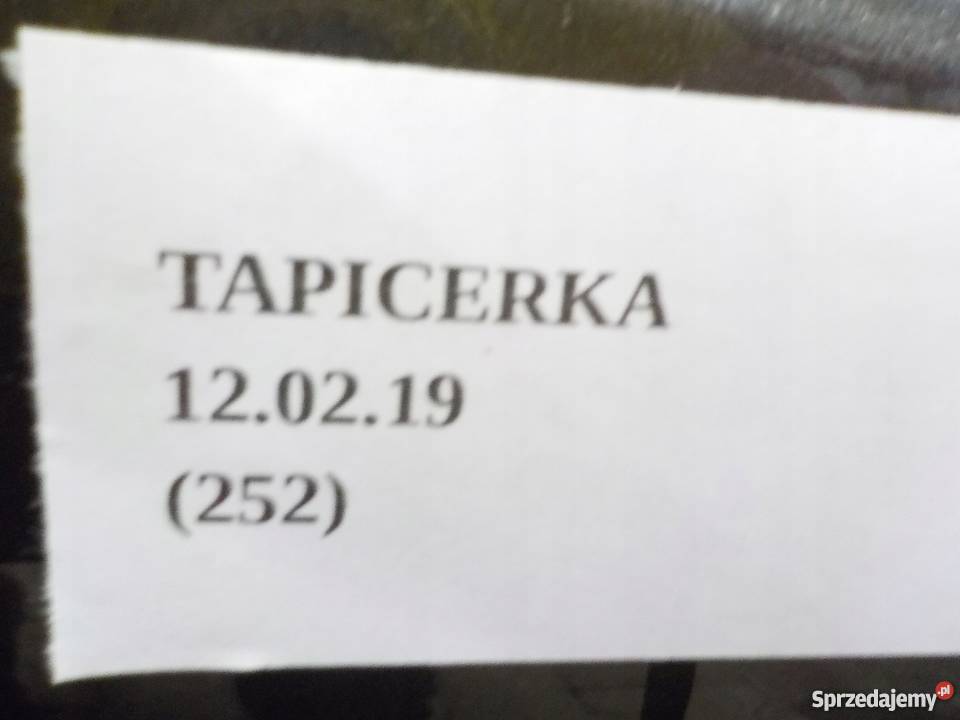 TAPICERKA
12.02.19
(252)
Sprzedajemy.pl